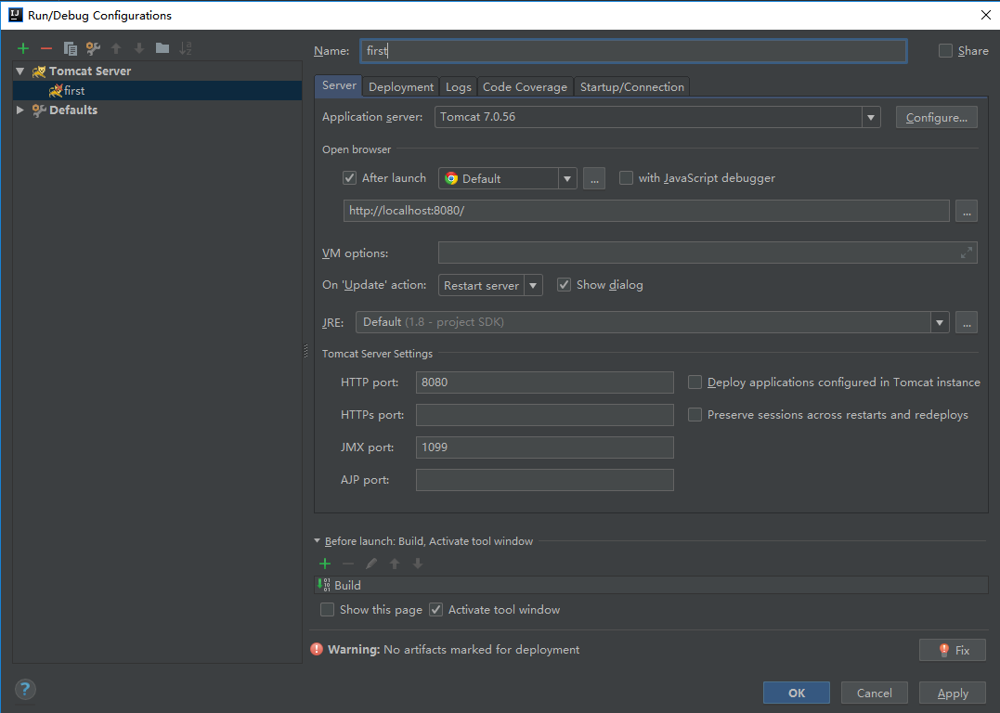 Run/Debug Configurations
Name: first Share
Tomcat Server
first
Defaults
Server Deployment Logs Code Coverage Startup/Connection
Application server: Tomcat 7.0.56 Configure...
Open browser
After launch Default ... with JavaScript debugger
http://localhost:8080/ ...
VM options:
On 'Update' action: Restart server Show dialog
JRE: Default (1.8 - project SDK) ...
Tomcat Server Settings
HTTP port: 8080 Deploy applications configured in Tomcat instance
HTTPs port: Preserve sessions across restarts and redeploys
JMX port: 1099
AJP port:
Before launch: Build, Activate tool window
Build
Show this page Activate tool window
Warning: No artifacts marked for deployment Fix
? OK Cancel Apply